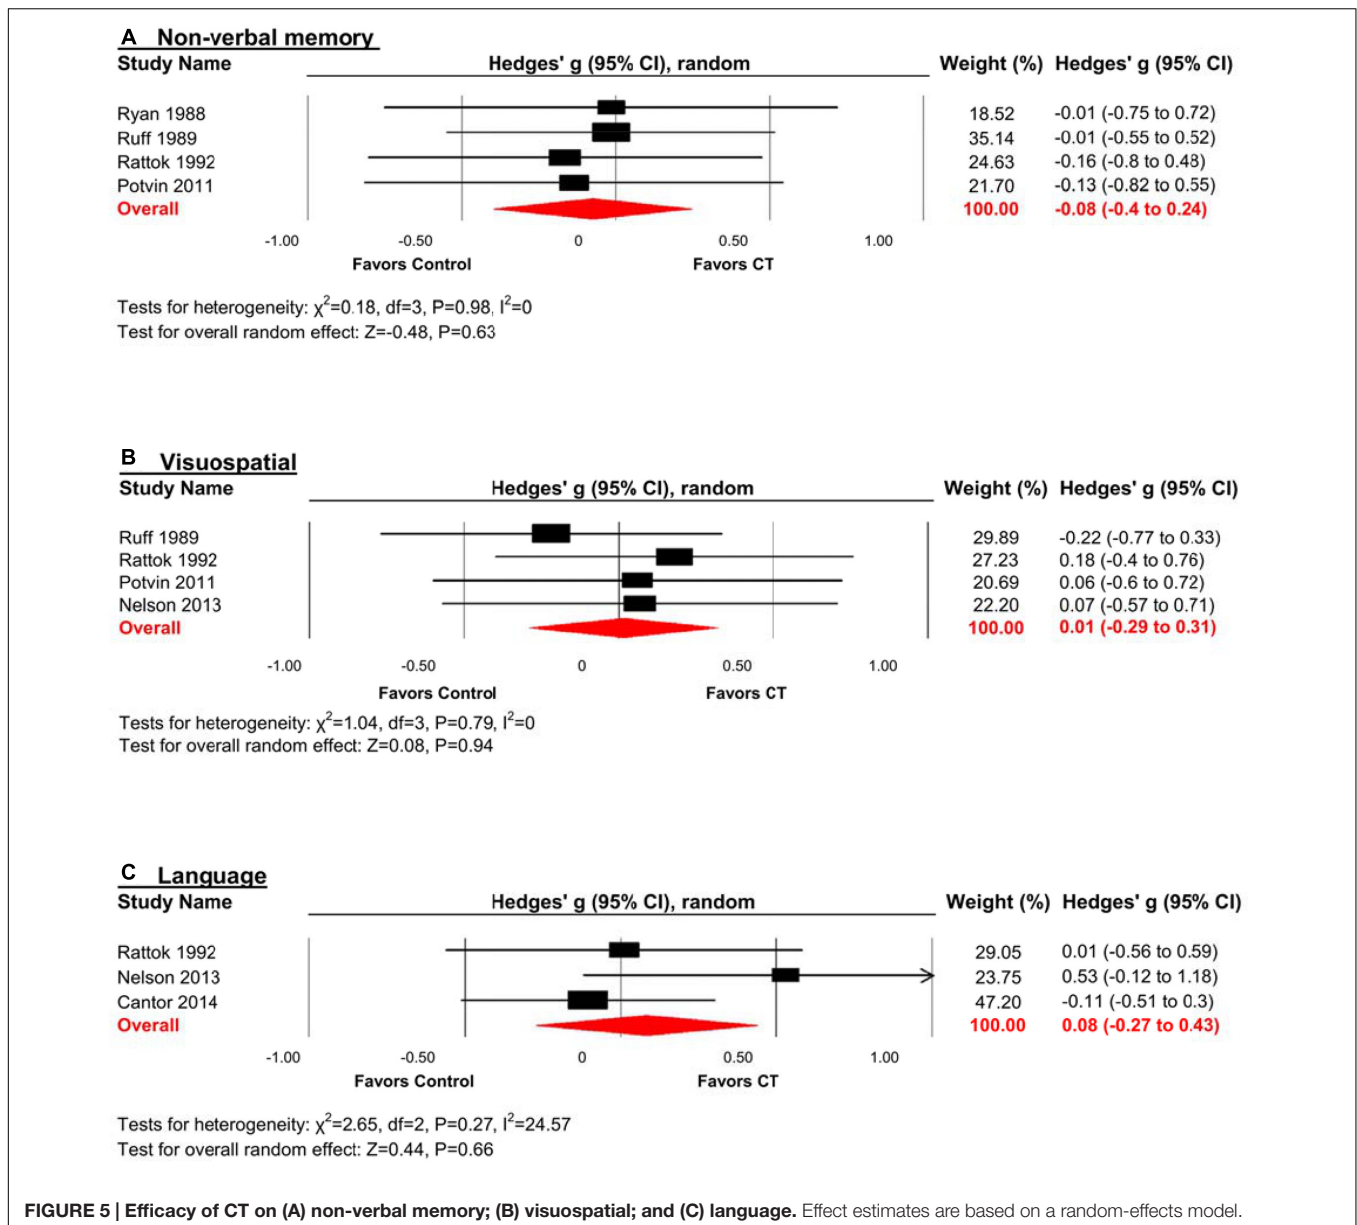 A Non-verbal memory
Study Name Hedges' g (95% CI), random Weight (%) Hedges' g (95% CI)
Ryan 1988 18.52 -0.01 (-0.75 to 0.72)
Ruff 1989 35.14 -0.01 (-0.55 to 0.52)
Rattok 1992 24.63 -0.16 (-0.8 to 0.48)
Potvin 2011 21.70 -0.13 (-0.82 to 0.55)
Overall 100.00 -0.08 (-0.4 to 0.24)
-1.00 -0.50 0 0.50 1.00
Favors Control Favors CT
Tests for heterogeneity: χ²=0.18, df=3, P=0.98, I²=0
Test for overall random effect: Z=-0.48, P=0.63
B Visuospatial
Study Name Hedges' g (95% CI), random Weight (%) Hedges' g (95% CI)
Ruff 1989 29.89 -0.22 (-0.77 to 0.33)
Rattok 1992 27.23 0.18 (-0.4 to 0.76)
Potvin 2011 20.69 0.06 (-0.6 to 0.72)
Nelson 2013 22.20 0.07 (-0.57 to 0.71)
Overall 100.00 0.01 (-0.29 to 0.31)
-1.00 -0.50 0 0.50 1.00
Favors Control Favors CT
Tests for heterogeneity: χ²=1.04, df=3, P=0.79, I²=0
Test for overall random effect: Z=0.08, P=0.94
C Language
Study Name Hedges' g (95% CI), random Weight (%) Hedges' g (95% CI)
Rattok 1992 29.05 0.01 (-0.56 to 0.59)
Nelson 2013 23.75 0.53 (-0.12 to 1.18)
Cantor 2014 47.20 -0.11 (-0.51 to 0.3)
Overall 100.00 0.08 (-0.27 to 0.43)
-1.00 -0.50 0 0.50 1.00
Favors Control Favors CT
Tests for heterogeneity: χ²=2.65, df=2, P=0.27, I²=24.57
Test for overall random effect: Z=0.44, P=0.66
FIGURE 5 | Efficacy of CT on (A) non-verbal memory; (B) visuospatial; and (C) language. Effect estimates are based on a random-effects model.